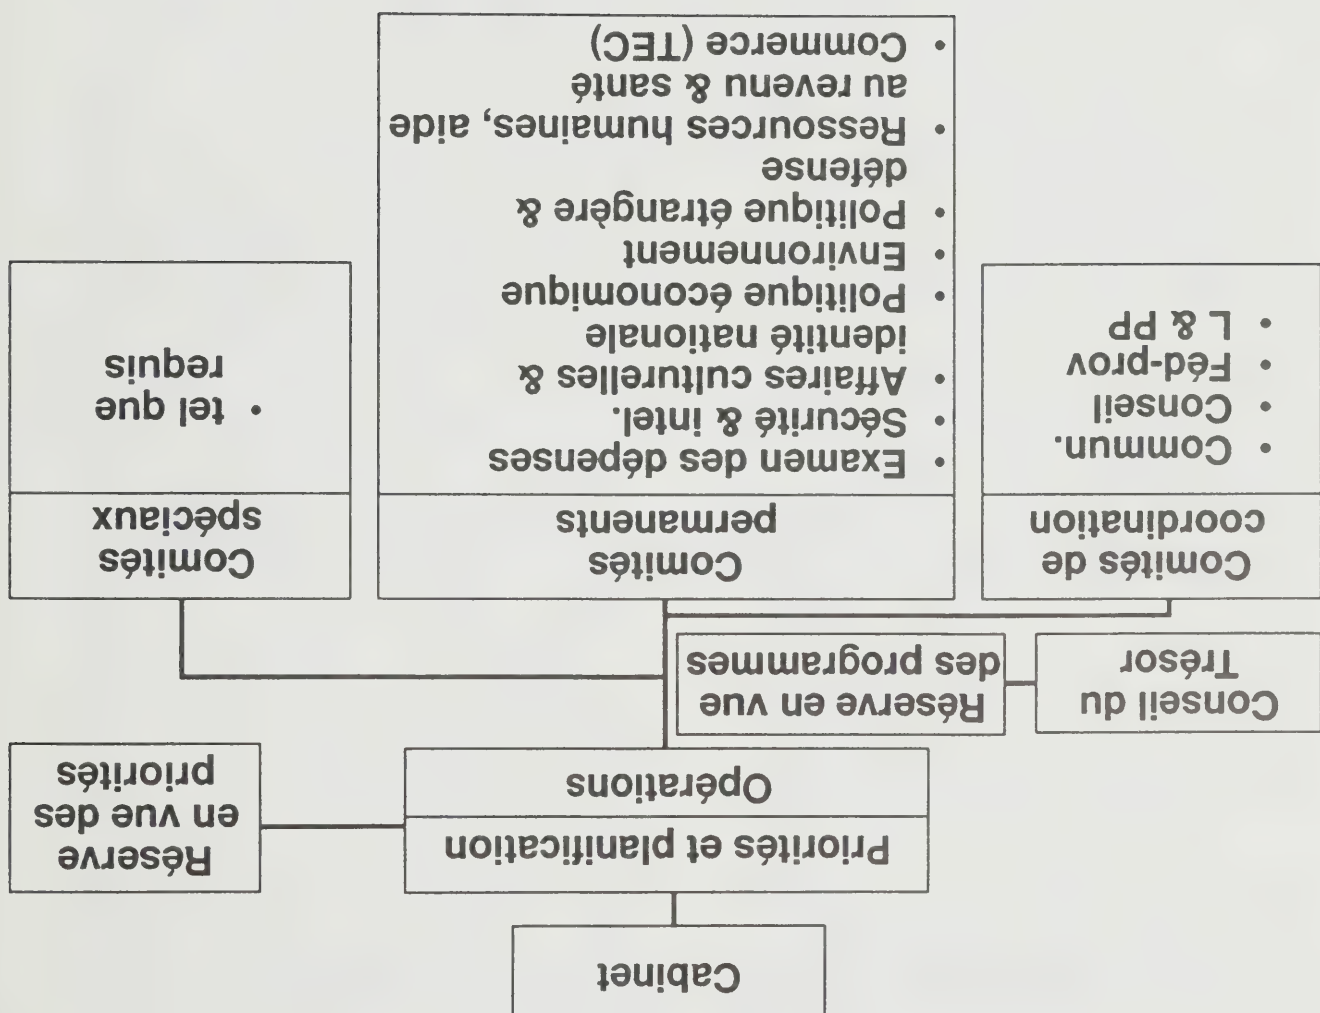 Cabinet
Priorités et planification
Opérations
Réserve
en vue des
priorités
Conseil du
Trésor
Réserve en vue
des programmes
Comités de
coordination
• Commun.
• Conseil
• Féd-prov
• L & PP
Comités
permanents
• Examen des dépenses
• Sécurité & intel.
• Affaires culturelles &
identité nationale
• Politique économique
• Environnement
• Politique étrangère &
défense
• Ressources humaines, aide
au revenu & santé
• Commerce (TEC)
Comités
spéciaux
• tel que
requis